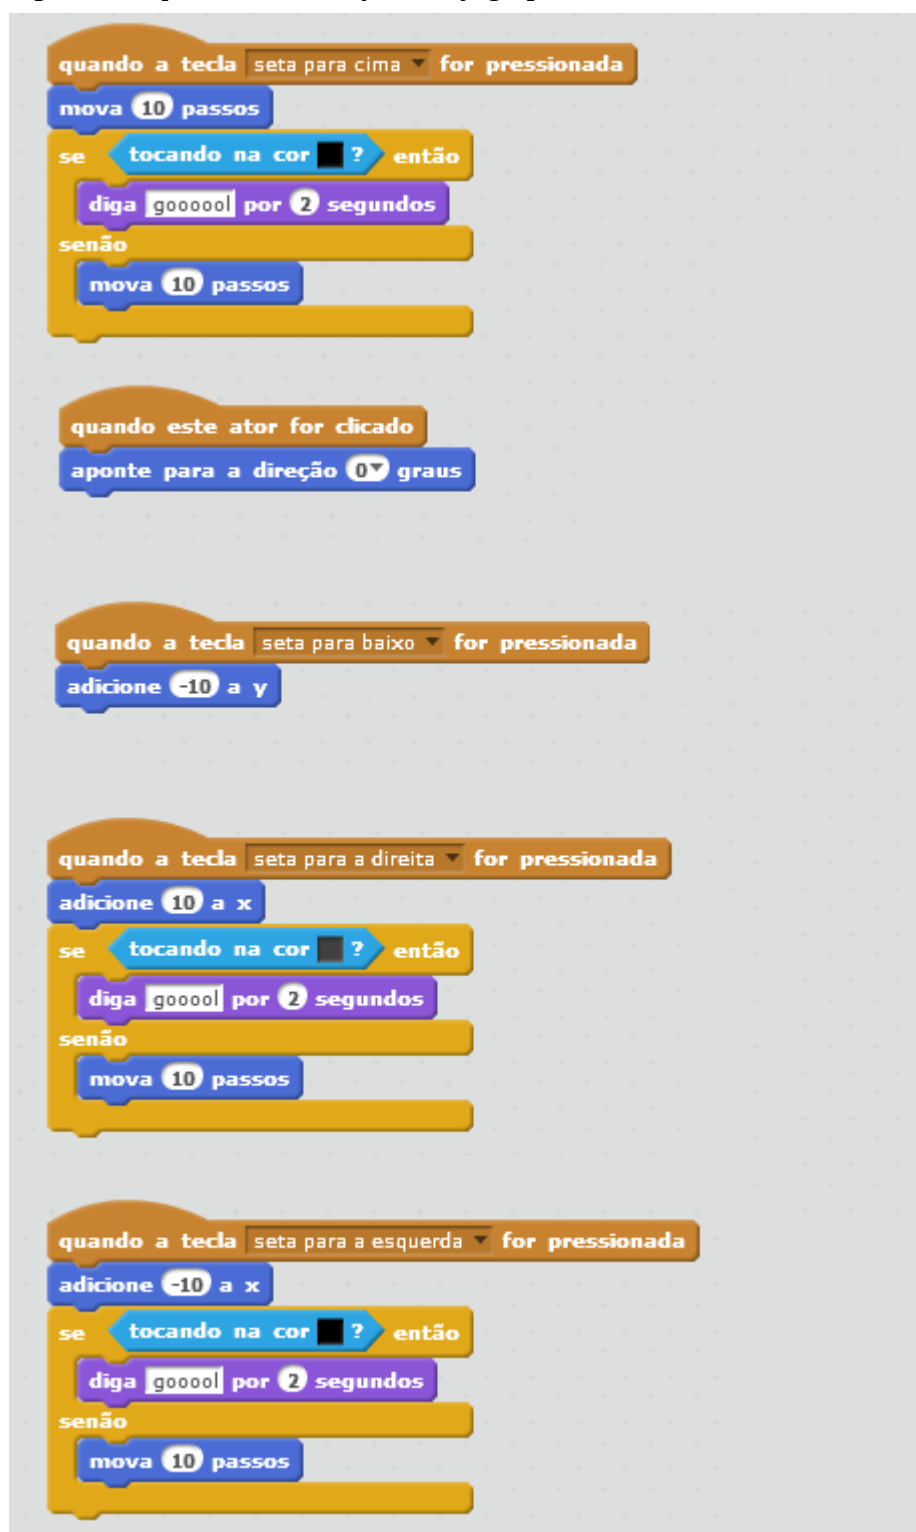 quando a tecla seta para cima for pressionada
mova 10 passos
se tocando na cor ? então
diga goooool por 2 segundos
senão
mova 10 passos
quando este ator for clicado
aponte para a direção 0 graus
quando a tecla seta para baixo for pressionada
adicione -10 a y
quando a tecla seta para a direita for pressionada
adicione 10 a x
se tocando na cor ? então
diga gooool por 2 segundos
senão
mova 10 passos
quando a tecla seta para a esquerda for pressionada
adicione -10 a x
se tocando na cor ? então
diga gooool por 2 segundos
senão
mova 10 passos